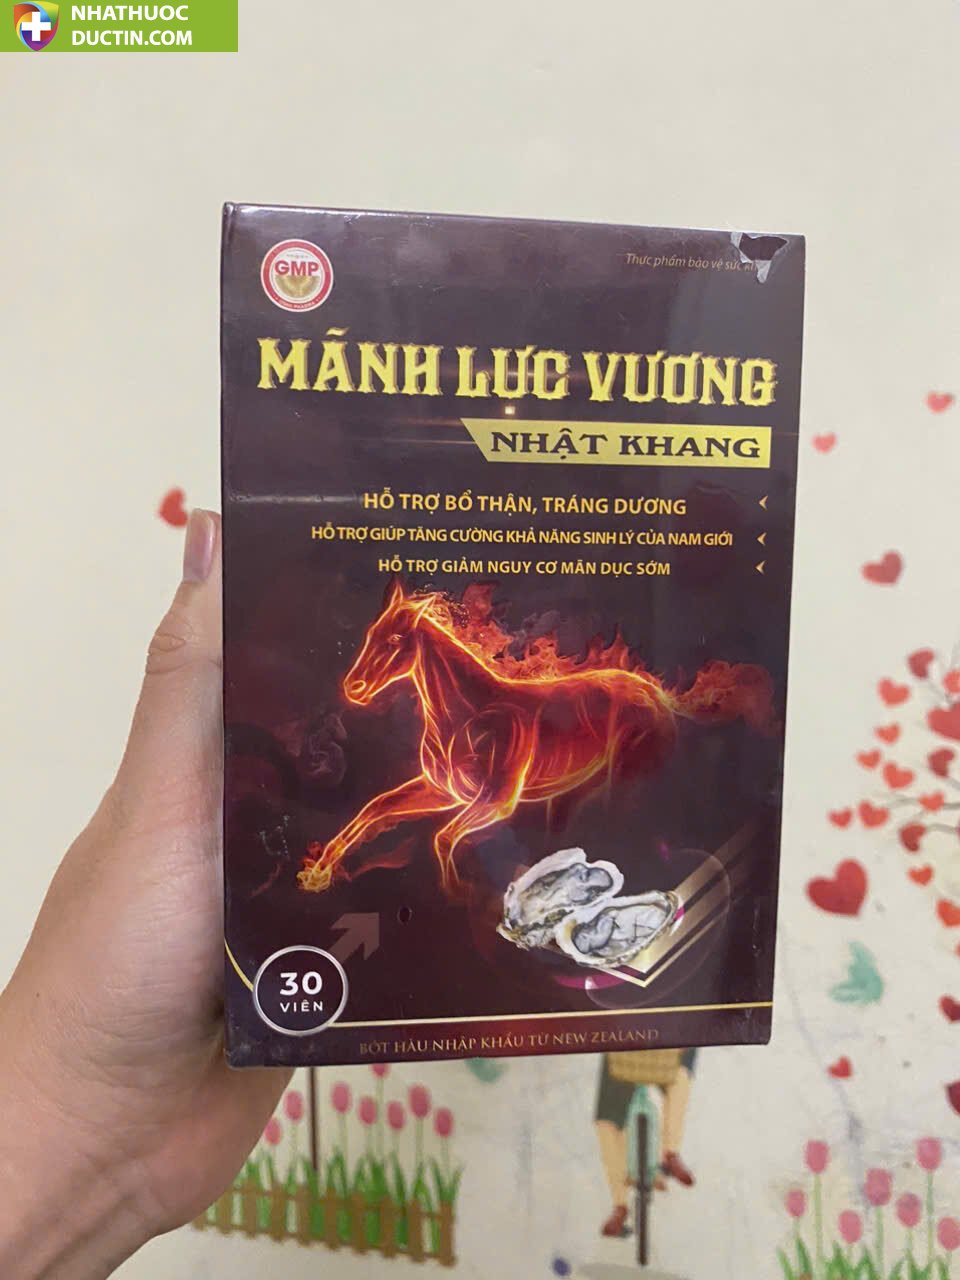 NHATHUOC
DUCTIN.COM
GMP
Thực phẩm bảo vệ sức
MÃNH LỰC VƯƠNG
NHẬT KHANG
HỖ TRỢ BỔ THẬN, TRÁNG DƯƠNG
HỖ TRỢ GIÚP TĂNG CƯỜNG KHẢ NĂNG SINH LÝ CỦA NAM GIỚI
HỖ TRỢ GIẢM NGUY CƠ MÃN DỤC SỚM
30
VIÊN
BỘT HÀU NHẬP KHẨU TỪ NEW ZEALAND